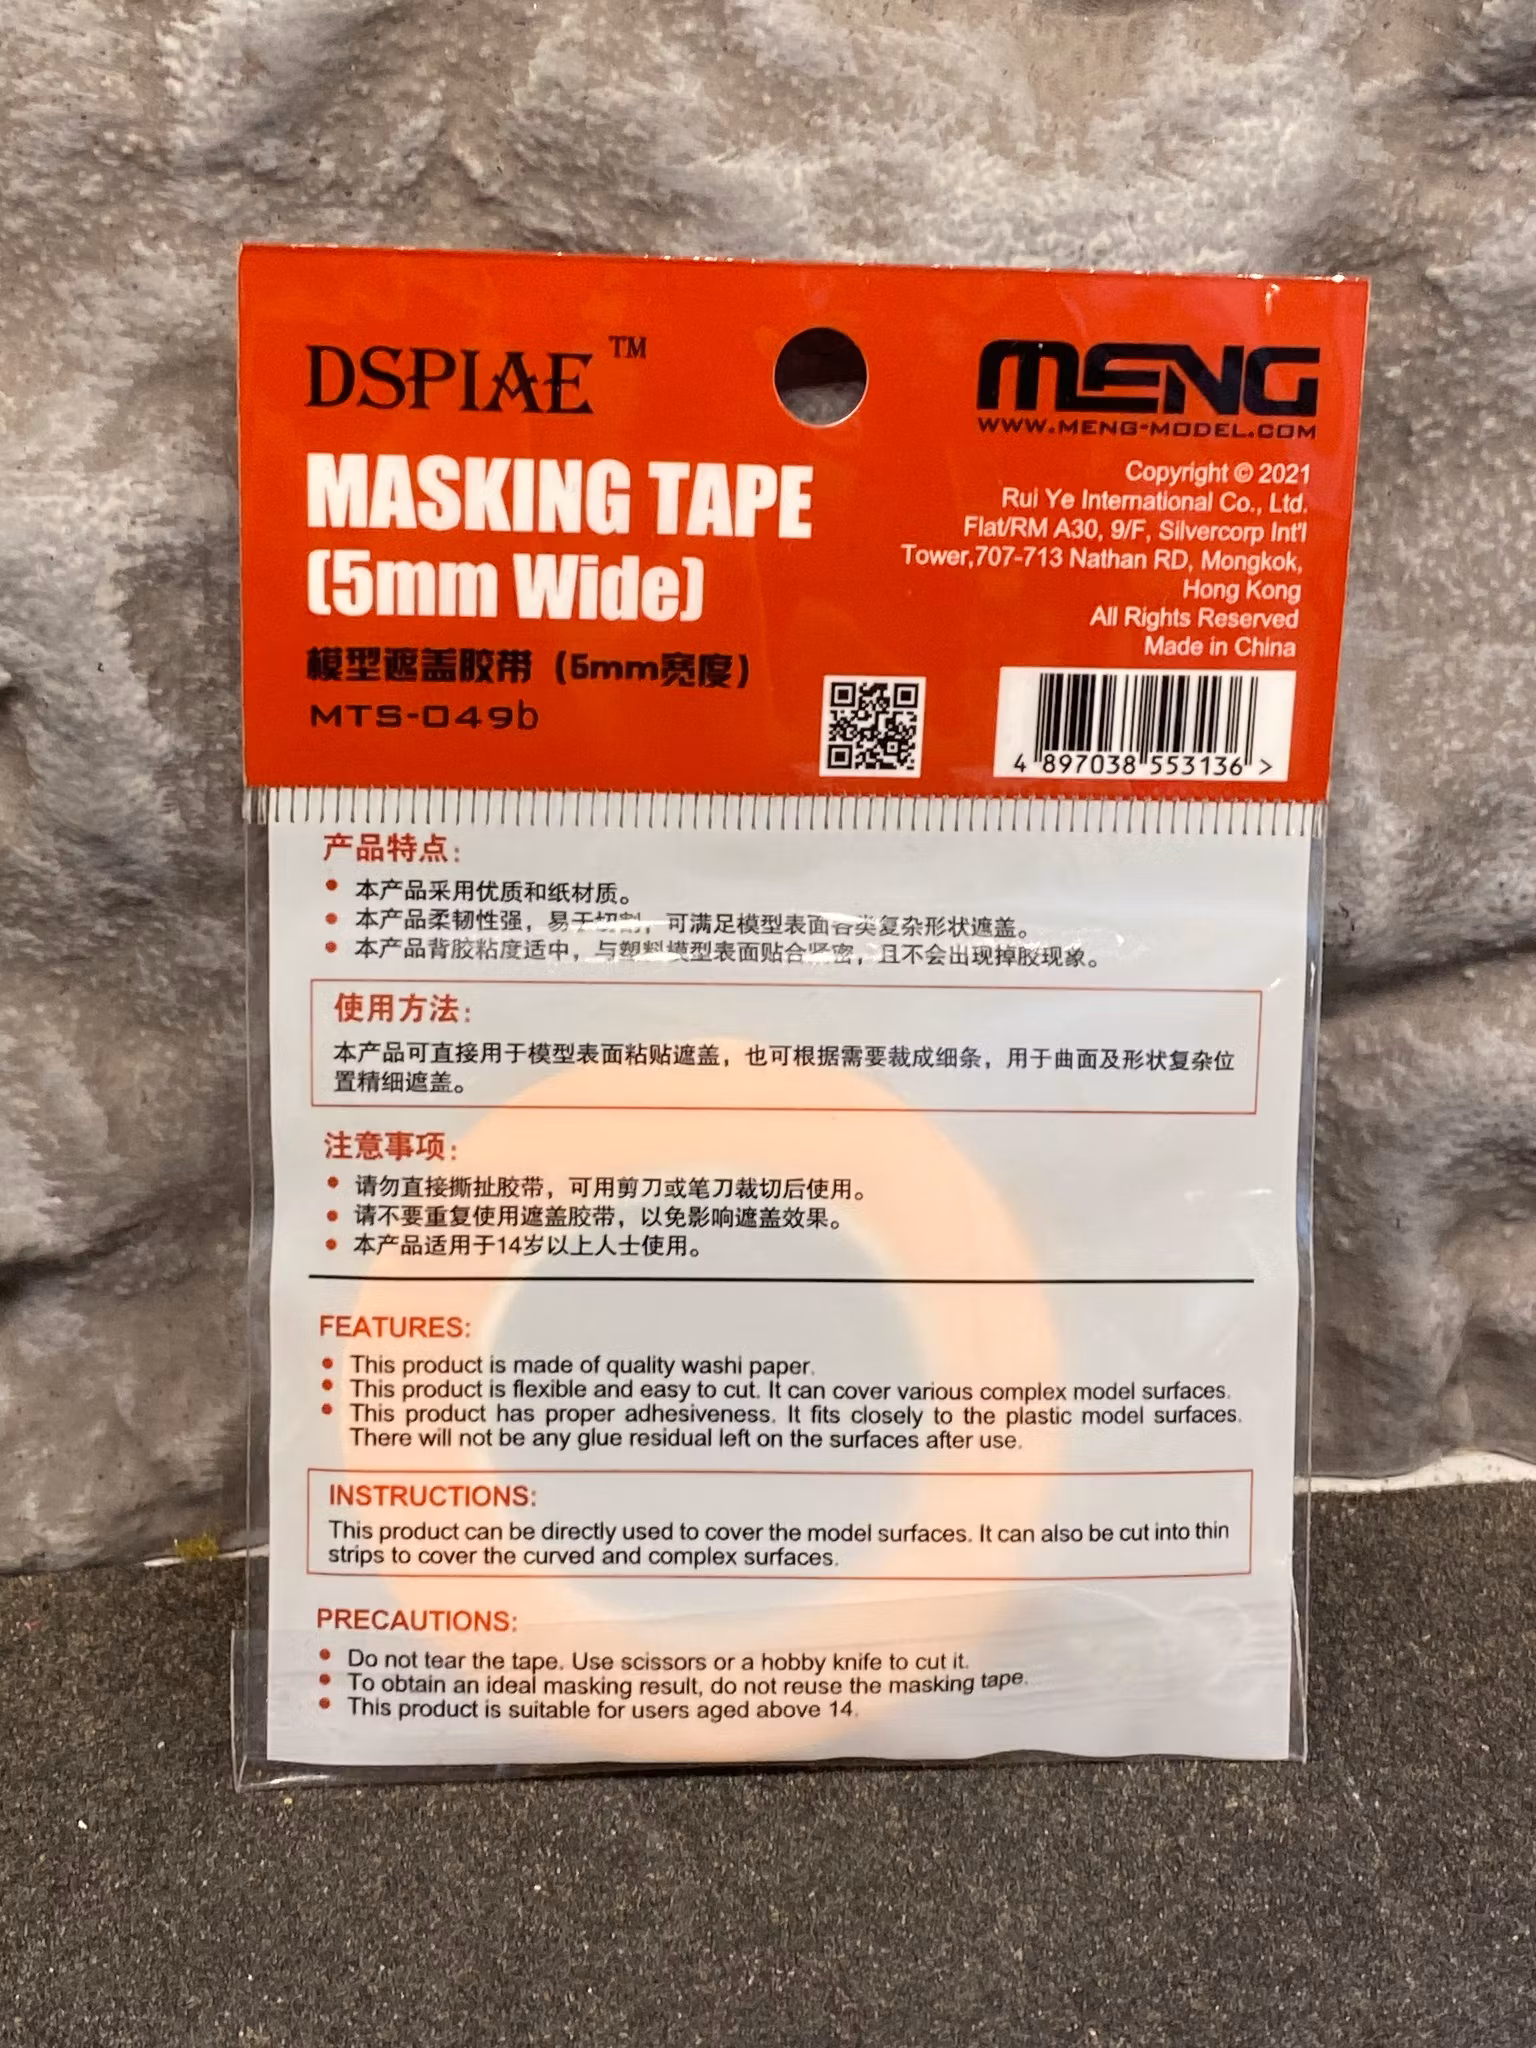 DSPIAE™
MASKING TAPE
(5mm Wide)
模型遮盖胶带（5mm宽度）
MTS-049b
MENG
WWW.MENG-MODEL.COM
Copyright © 2021
Rui Ye International Co., Ltd.
Flat/RM A30, 9/F, Silvercorp Int'l
Tower,707-713 Nathan RD, Mongkok,
Hong Kong
All Rights Reserved
Made in China
4 897038 553136 >
产品特点：
• 本产品采用优质和纸材质。
• 本产品柔韧性强，易于切割，可满足模型表面各类复杂形状遮盖。
• 本产品背胶粘度适中，与塑料模型表面贴合紧密，且不会出现掉胶现象。
使用方法：
本产品可直接用于模型表面粘贴遮盖，也可根据需要裁成细条，用于曲面及形状复杂位
置精细遮盖。
注意事项：
• 请勿直接撕扯胶带，可用剪刀或笔刀裁切后使用。
• 请不要重复使用遮盖胶带，以免影响遮盖效果。
• 本产品适用于14岁以上人士使用。
FEATURES:
• This product is made of quality washi paper.
• This product is flexible and easy to cut. It can cover various complex model surfaces.
• This product has proper adhesiveness. It fits closely to the plastic model surfaces.
There will not be any glue residual left on the surfaces after use.
INSTRUCTIONS:
This product can be directly used to cover the model surfaces. It can also be cut into thin
strips to cover the curved and complex surfaces.
PRECAUTIONS:
• Do not tear the tape. Use scissors or a hobby knife to cut it.
• To obtain an ideal masking result, do not reuse the masking tape.
• This product is suitable for users aged above 14.